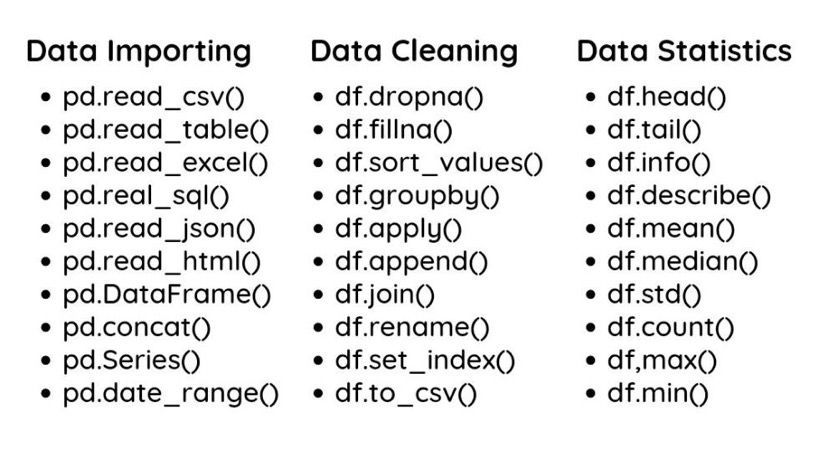 Data Importing
pd.read_csv()
pd.read_table()
pd.read_excel()
pd.real_sql()
pd.read_json()
pd.read_html()
pd.DataFrame()
pd.concat()
pd.Series()
pd.date_range()
Data Cleaning
df.dropna()
df.fillna()
df.sort_values()
df.groupby()
df.apply()
df.append()
df.join()
df.rename()
df.set_index()
df.to_csv()
Data Statistics
df.head()
df.tail()
df.info()
df.describe()
df.mean()
df.median()
df.std()
df.count()
df,max()
df.min()